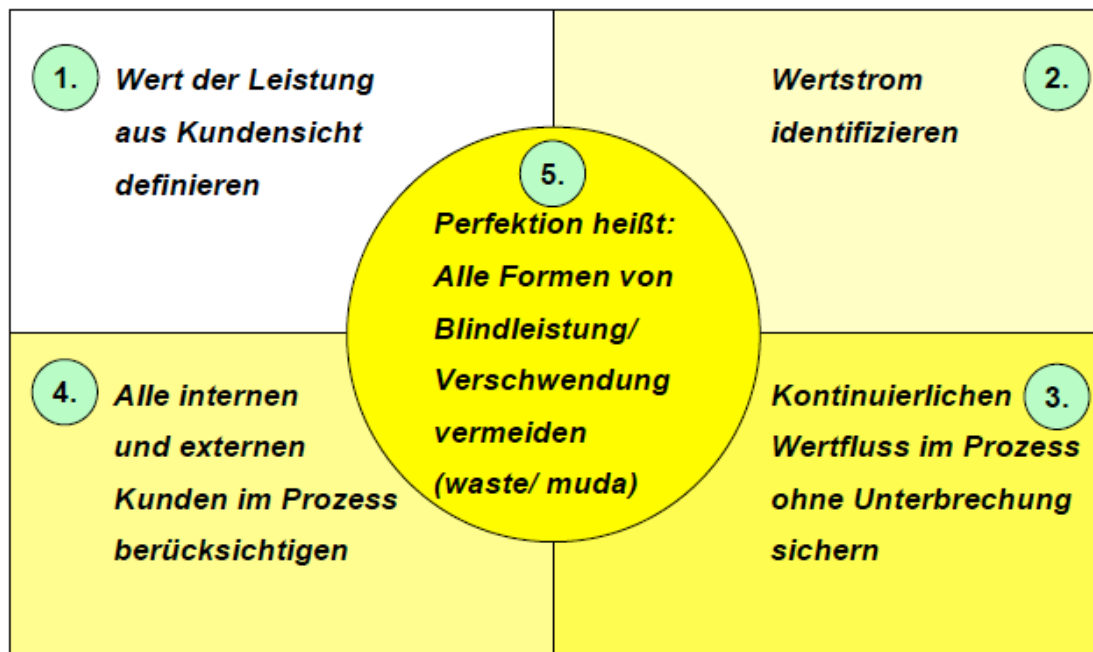 1.
Wert der Leistung
aus Kundensicht
definieren
2.
Wertstrom
identifizieren
5.
Perfektion heißt:
Alle Formen von
Blindleistung/
Verschwendung
vermeiden
(waste/ muda)
4.
Alle internen
und externen
Kunden im Prozess
berücksichtigen
3.
Kontinuierlichen
Wertfluss im Prozess
ohne Unterbrechung
sichern